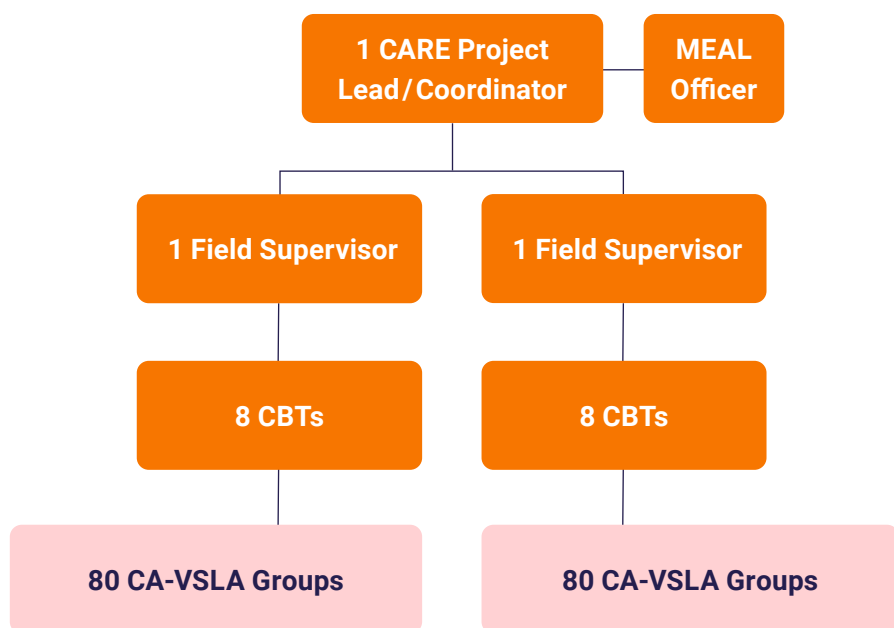 1 CARE Project
Lead/Coordinator
MEAL
Officer
1 Field Supervisor
1 Field Supervisor
8 CBTs
8 CBTs
80 CA-VSLA Groups
80 CA-VSLA Groups